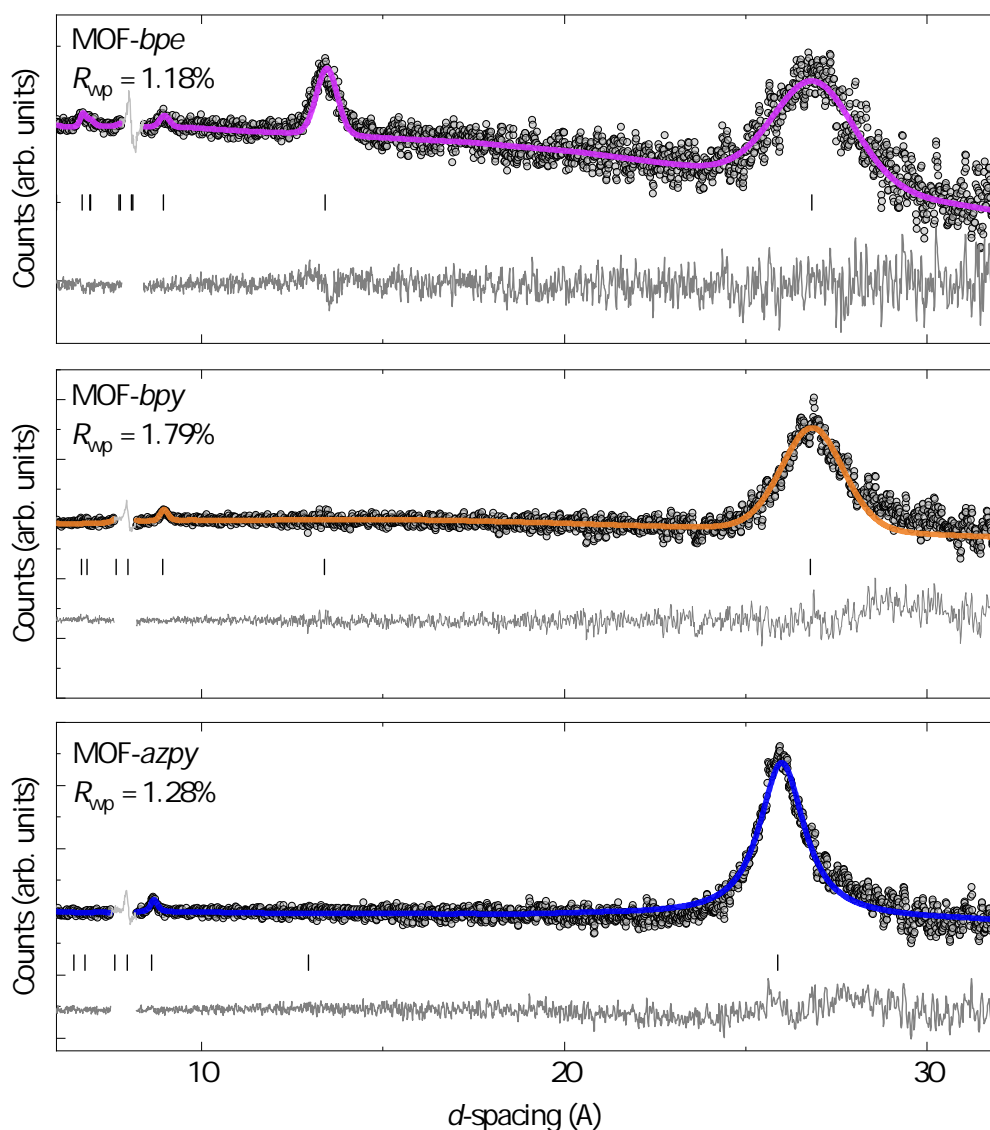 MOF-bpe
Rwp = 1.18%
Counts (arb. units)
MOF-bpy
Rwp = 1.79%
Counts (arb. units)
MOF-azpy
Rwp = 1.28%
Counts (arb. units)
10 20 30
d-spacing (A)